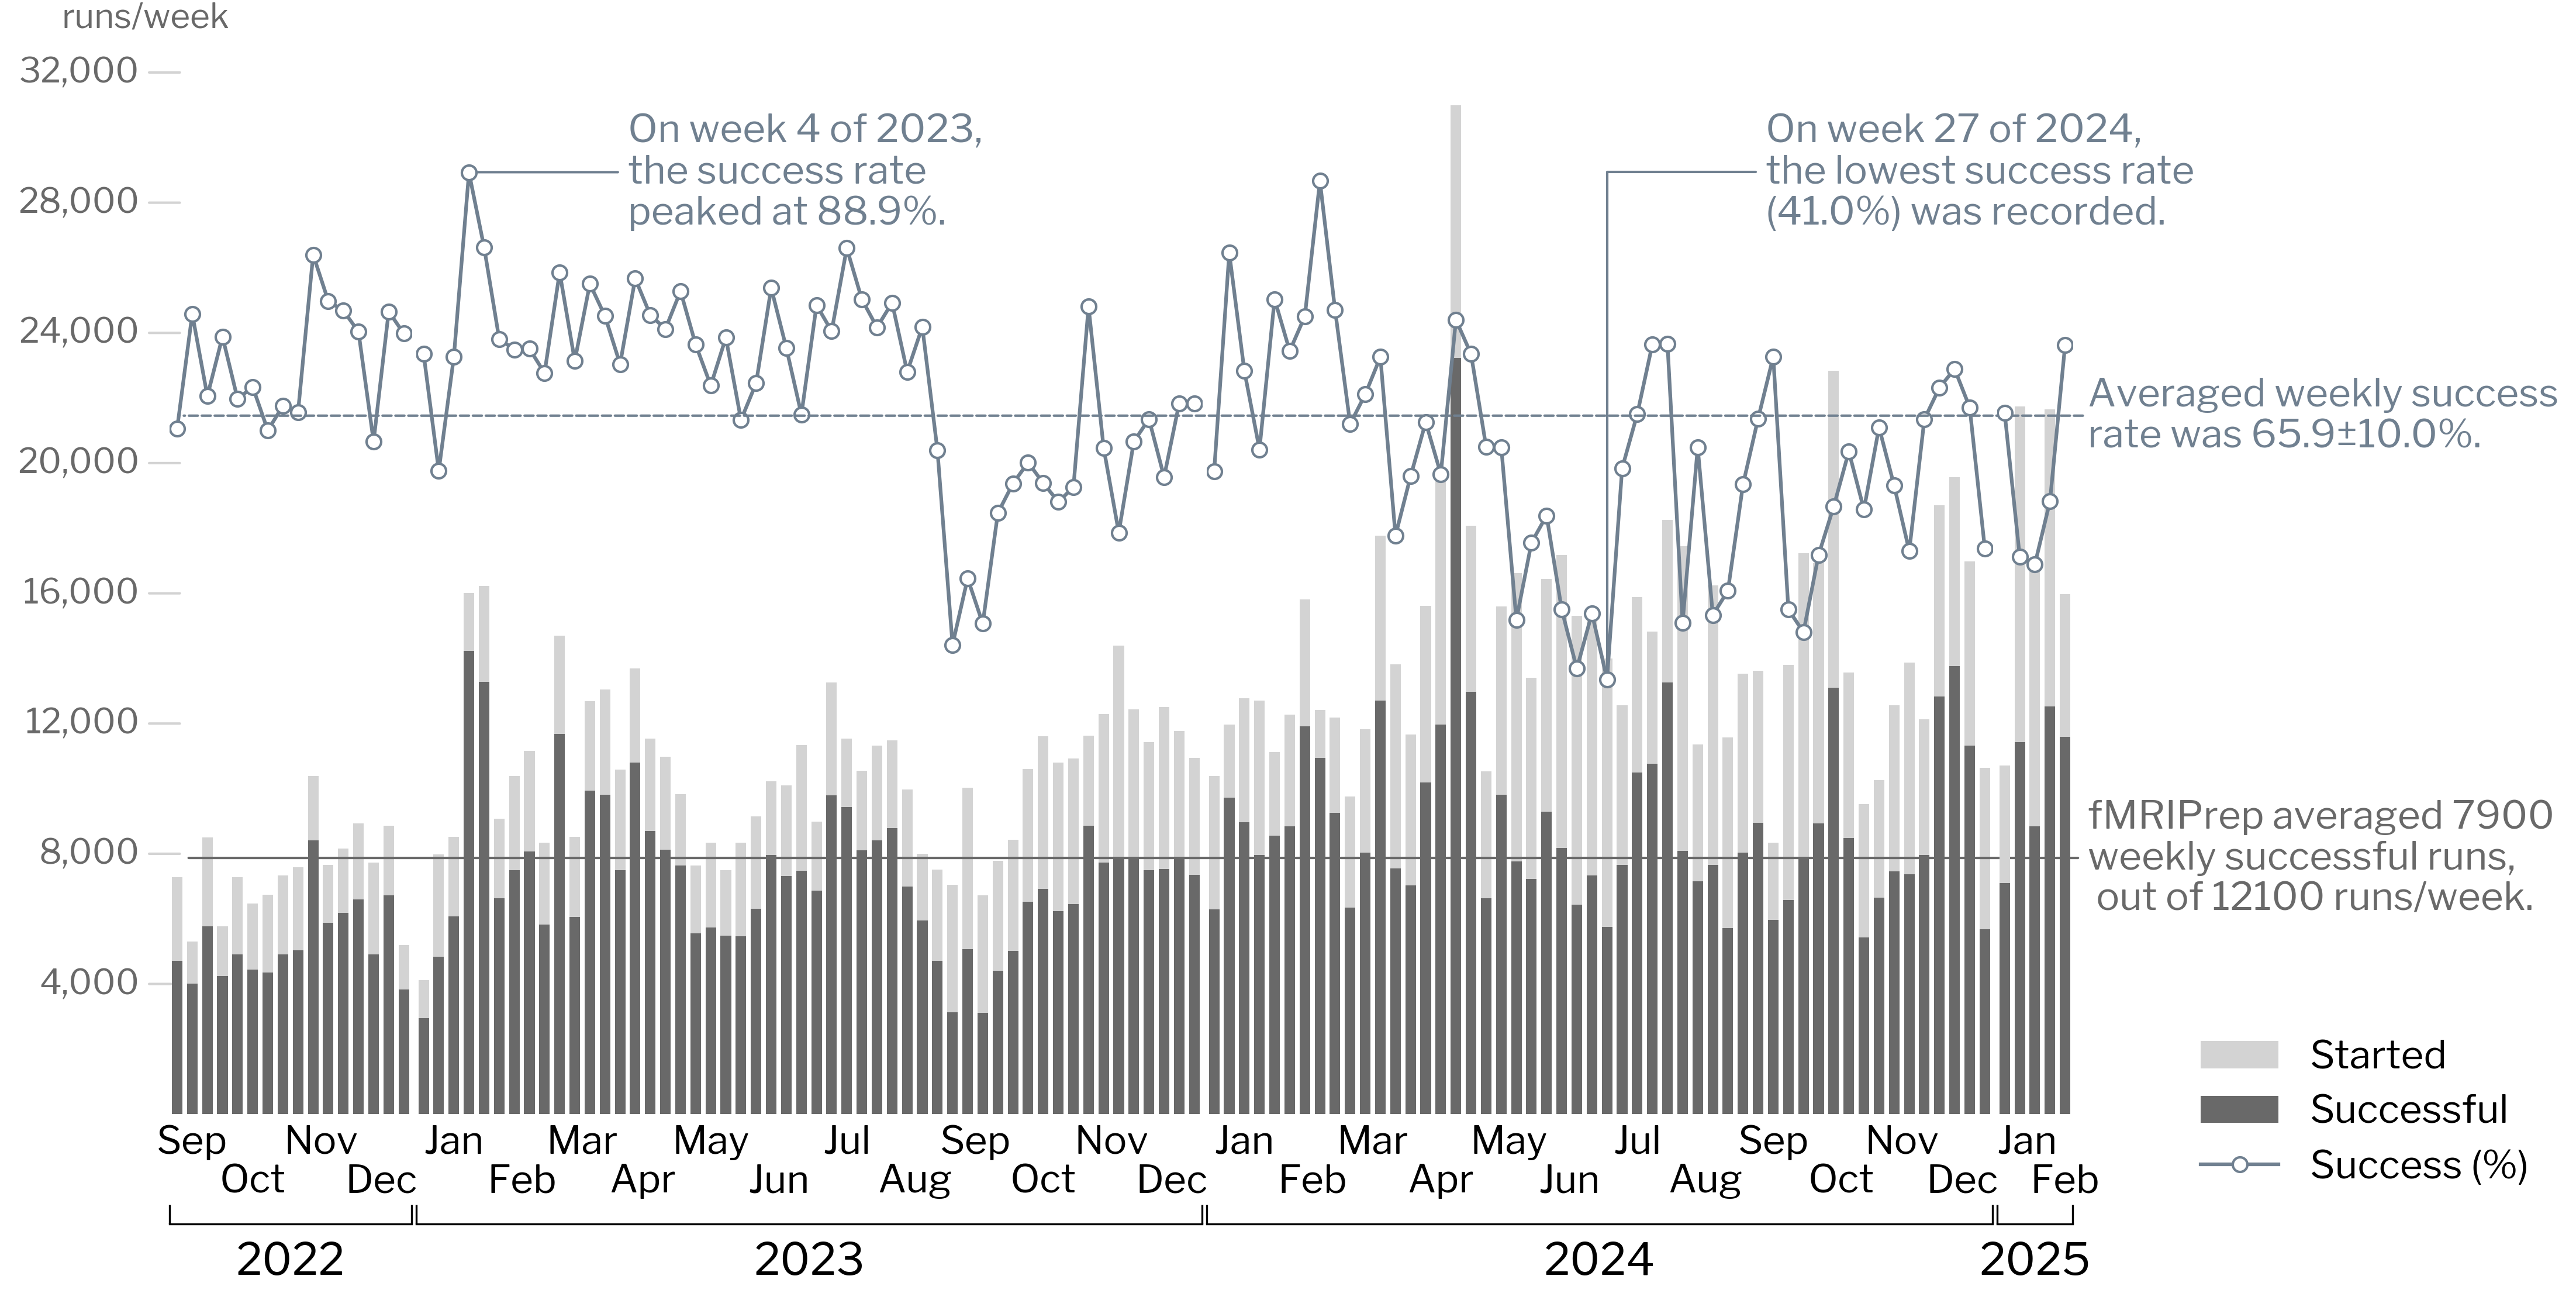 runs/week
32,000
28,000
24,000
20,000
16,000
12,000
8,000
4,000
On week 4 of 2023,
the success rate
peaked at 88.9%.
On week 27 of 2024,
the lowest success rate
(41.0%) was recorded.
Averaged weekly success
rate was 65.9±10.0%.
fMRIPrep averaged 7900
weekly successful runs,
out of 12100 runs/week.
Started
Successful
Success (%)
Sep Nov Jan Mar May Jul Sep Nov Jan Mar May Jul Sep Nov Jan
Oct Dec Feb Apr Jun Aug Oct Dec Feb Apr Jun Aug Oct Dec Feb
2022 2023 2024 2025